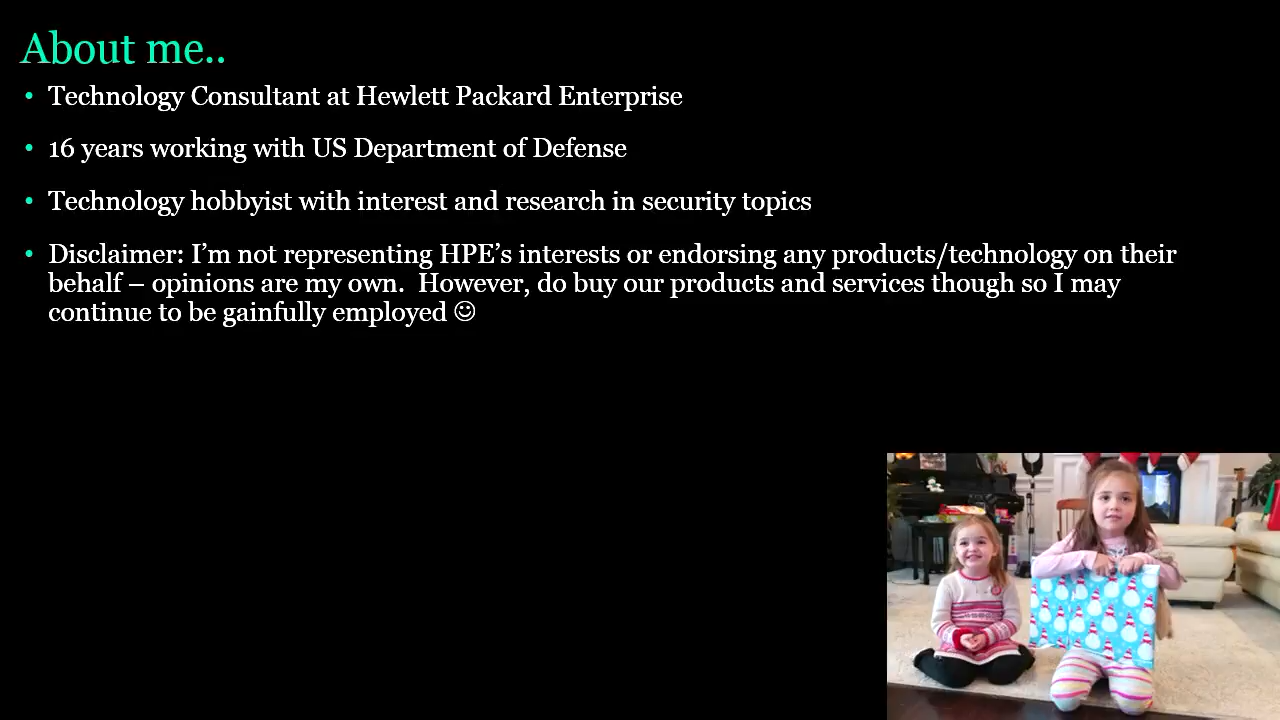 About me..
• Technology Consultant at Hewlett Packard Enterprise
• 16 years working with US Department of Defense
• Technology hobbyist with interest and research in security topics
• Disclaimer: I’m not representing HPE’s interests or endorsing any products/technology on their
behalf – opinions are my own.  However, do buy our products and services though so I may
continue to be gainfully employed ☺